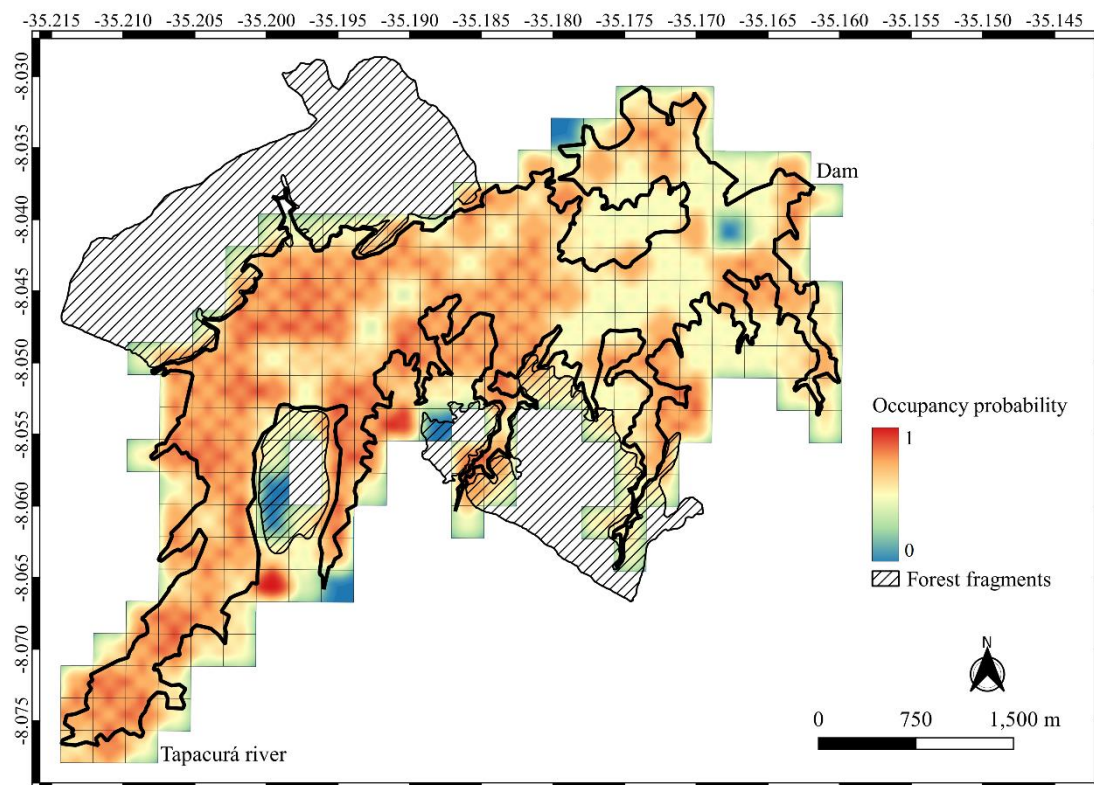 -35.215 -35.210 -35.205 -35.200 -35.195 -35.190 -35.185 -35.180 -35.175 -35.170 -35.165 -35.160 -35.155 -35.150 -35.145
-8.030
-8.035
Dam
-8.040
-8.045
-8.050
Occupancy probability
1
-8.055
-8.060
0
Forest fragments
-8.065
N
-8.070
0 750 1,500 m
-8.075
Tapacurá river